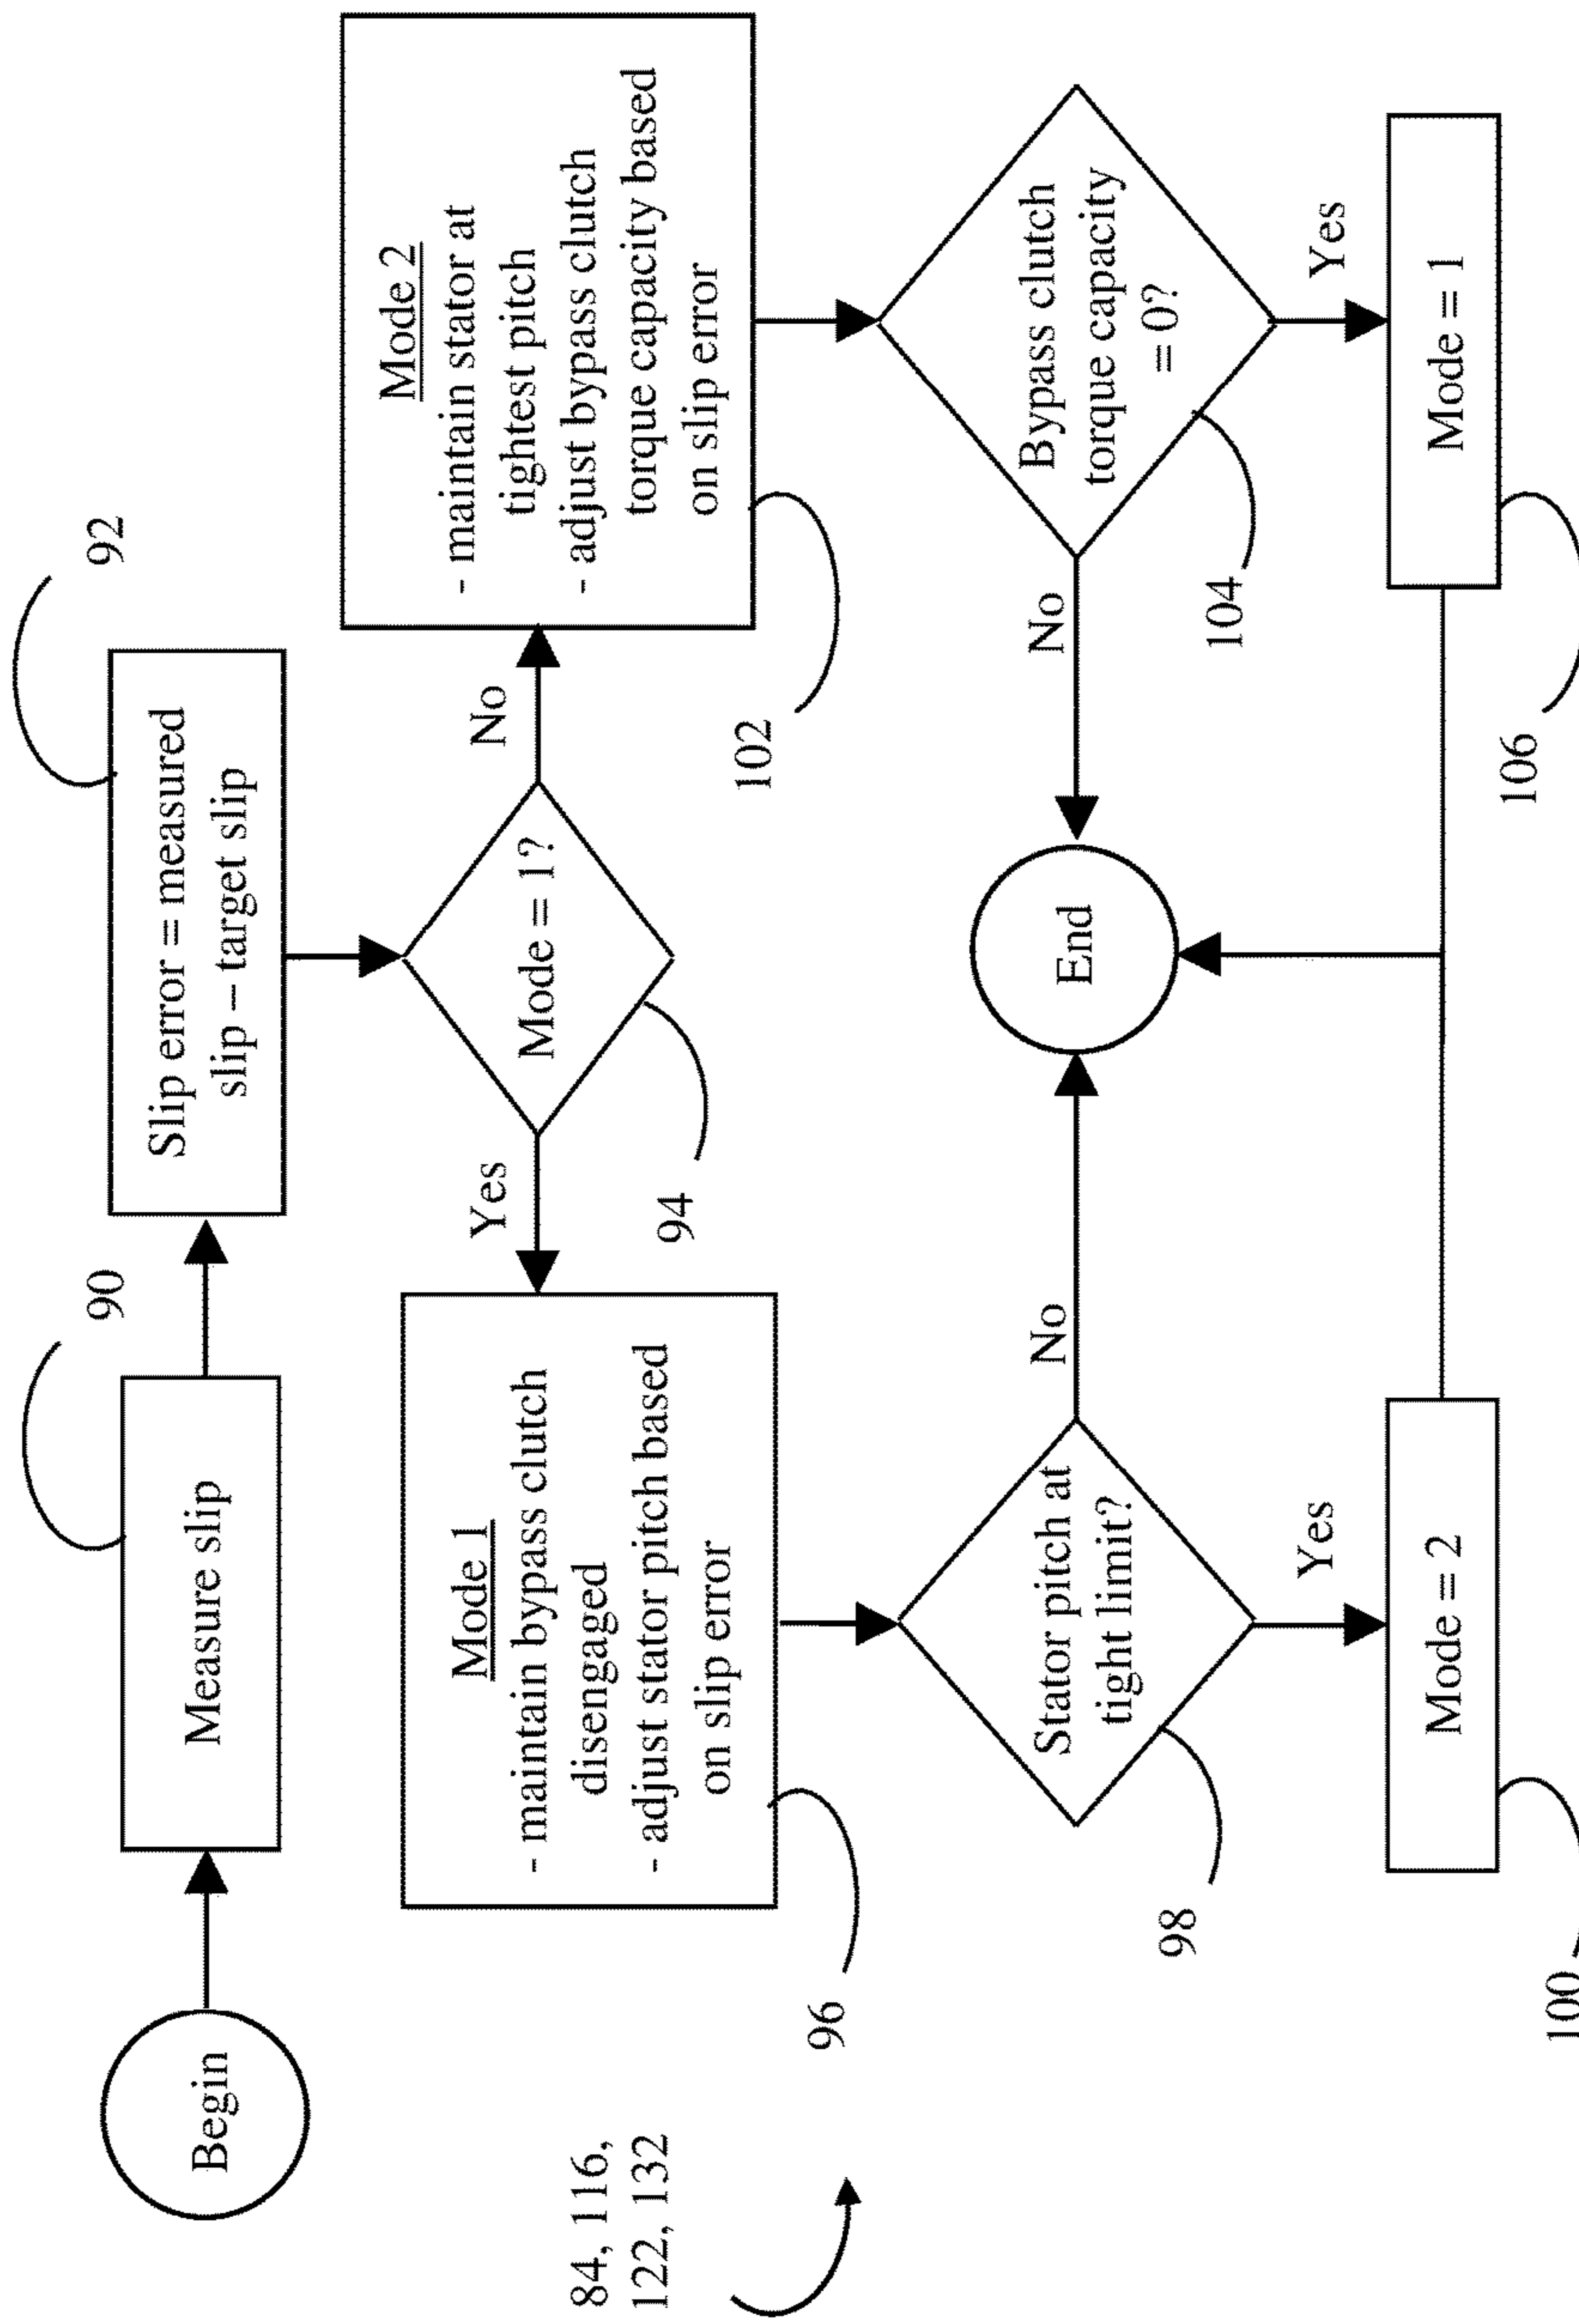 Begin
Measure slip
90
Slip error = measured
slip – target slip
92
Mode = 1?
94
Yes
No
Mode 1
- maintain bypass clutch
disengaged
- adjust stator pitch based
on slip error
96
Mode 2
- maintain stator at
tightest pitch
- adjust bypass clutch
torque capacity based
on slip error
102
84, 116,
122, 132
Stator pitch at
tight limit?
98
No
Yes
End
Bypass clutch
torque capacity
= 0?
104
No
Yes
Mode = 2
100
Mode = 1
106